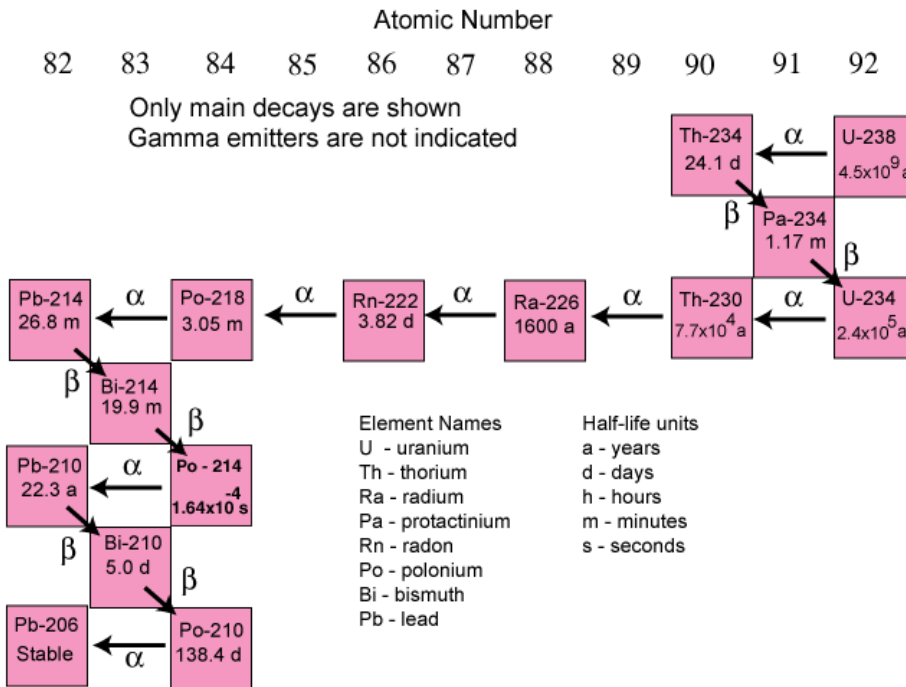 Atomic Number
82 83 84 85 86 87 88 89 90 91 92
Only main decays are shown
Gamma emitters are not indicated
Th-234
24.1 d
α
U-238
4.5x10⁹ a
β
Pa-234
1.17 m
β
Pb-214
26.8 m
α
Po-218
3.05 m
α
Rn-222
3.82 d
α
Ra-226
1600 a
α
Th-230
7.7x10⁴ a
α
U-234
2.4x10⁵ a
β
Bi-214
19.9 m
β
Pb-210
22.3 a
α
Po - 214
1.64x10⁻⁴ s
β
Bi-210
5.0 d
β
Pb-206
Stable
α
Po-210
138.4 d
Element Names
U - uranium
Th - thorium
Ra - radium
Pa - protactinium
Rn - radon
Po - polonium
Bi - bismuth
Pb - lead
Half-life units
a - years
d - days
h - hours
m - minutes
s - seconds